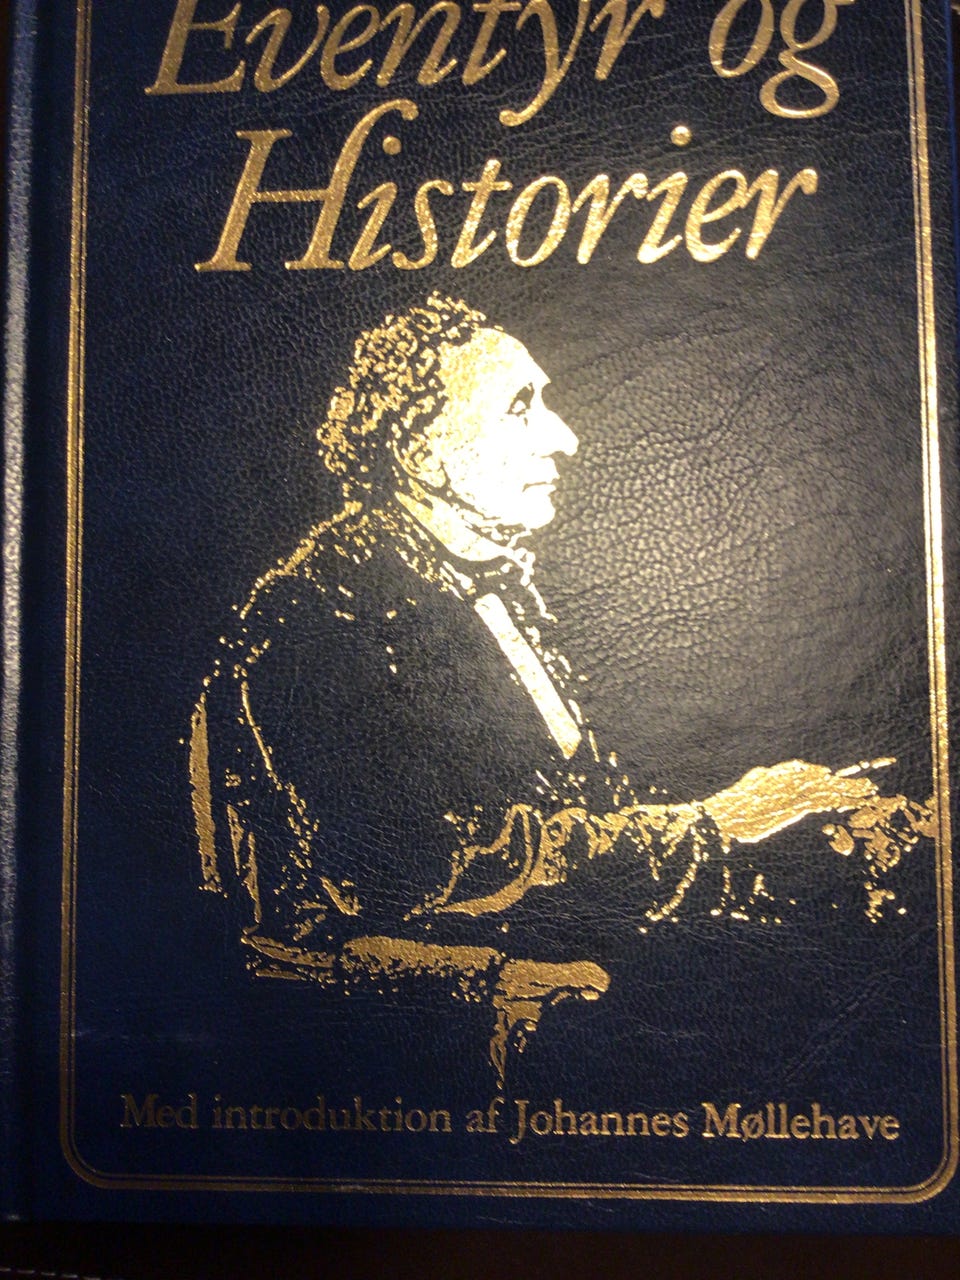 Eventyr og
Historier
Med introduktion af Johannes Møllehave